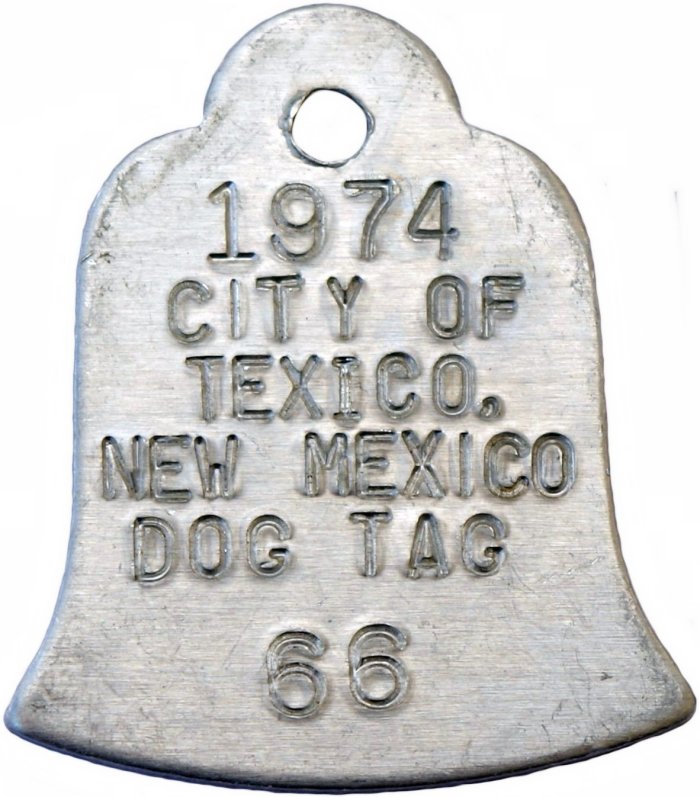 1974
CITY OF
TEXICO,
NEW MEXICO
DOG TAG
66